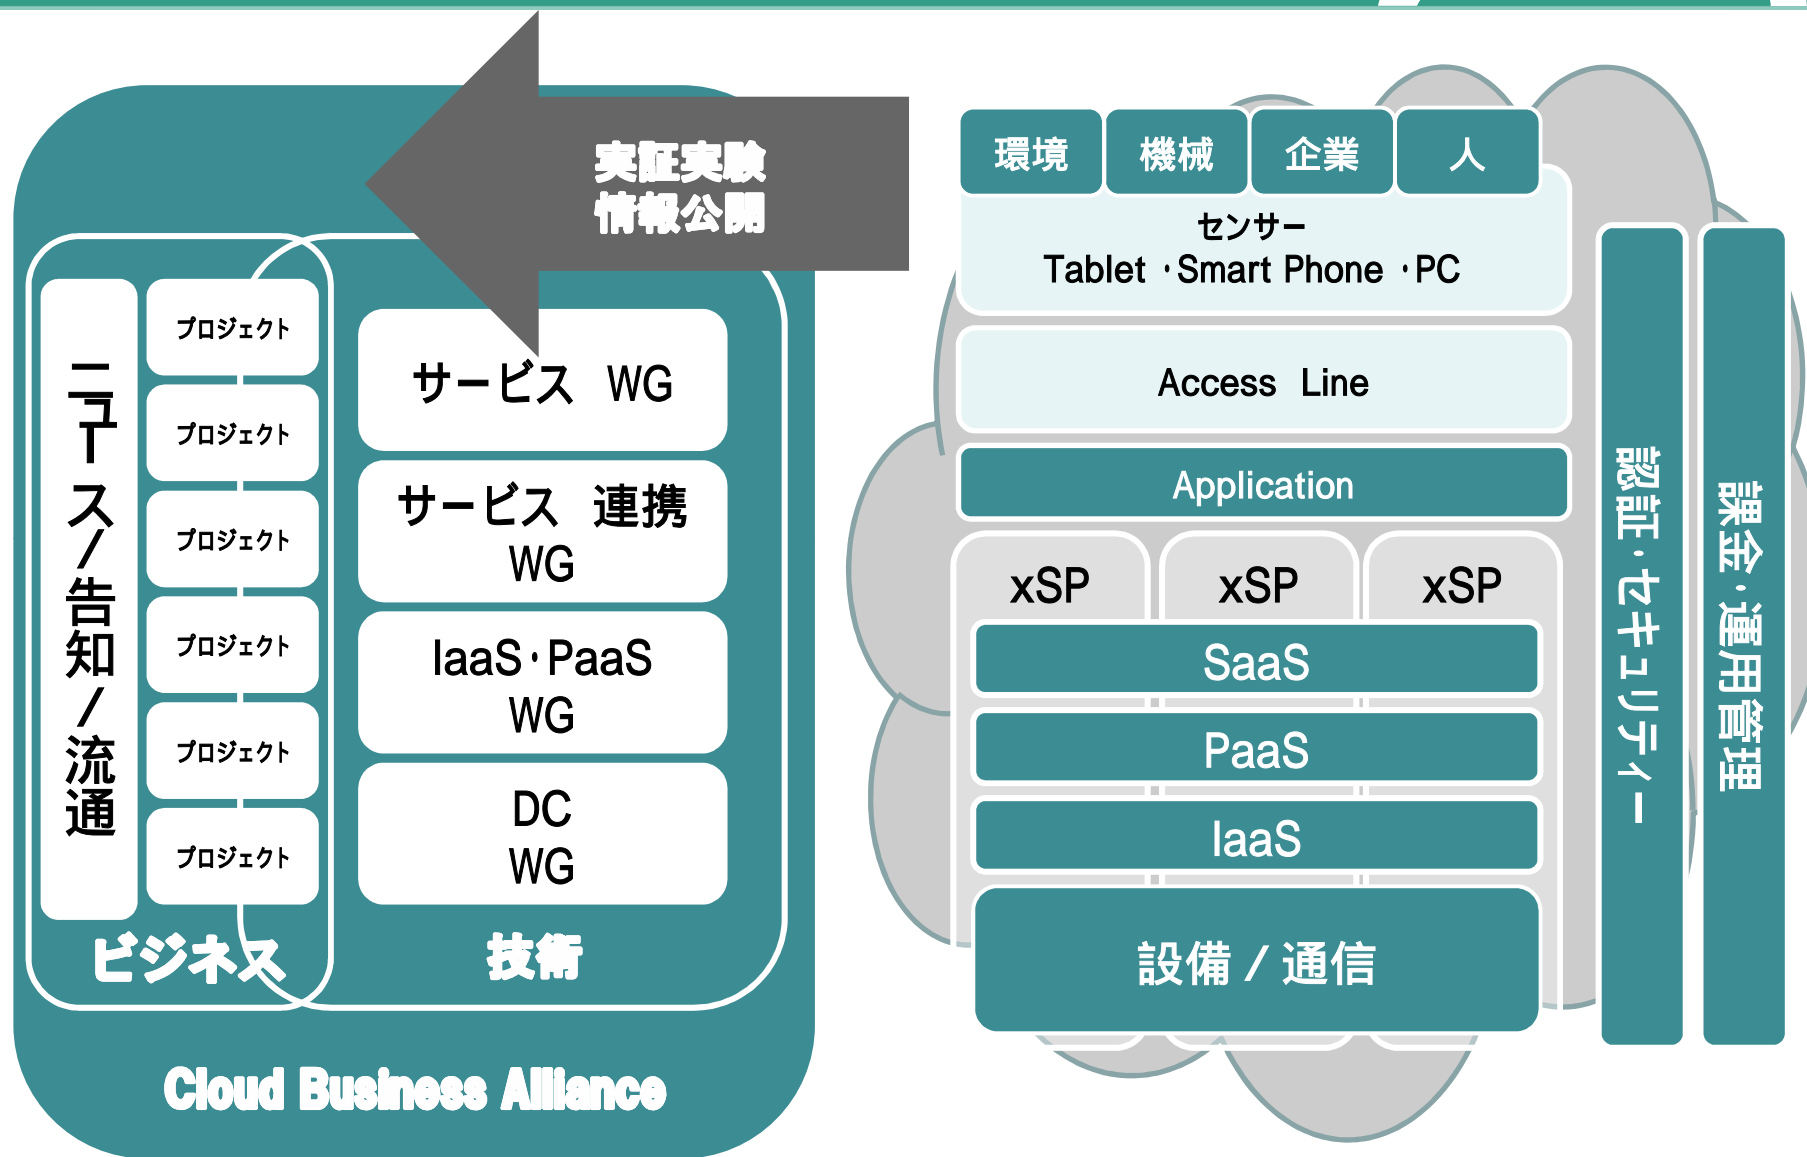 実証実験
情報公開
ニュース/告知/流通
プロジェクト
プロジェクト
プロジェクト
プロジェクト
プロジェクト
プロジェクト
ビジネス
サービス WG
サービス 連携
WG
IaaS・PaaS
WG
DC
WG
技術
Cloud Business Alliance
環境
機械
企業
人
センサー
Tablet ・Smart Phone ・PC
Access Line
Application
xSP
xSP
xSP
SaaS
PaaS
IaaS
設備/通信
認証・セキュリティー
課金・運用管理